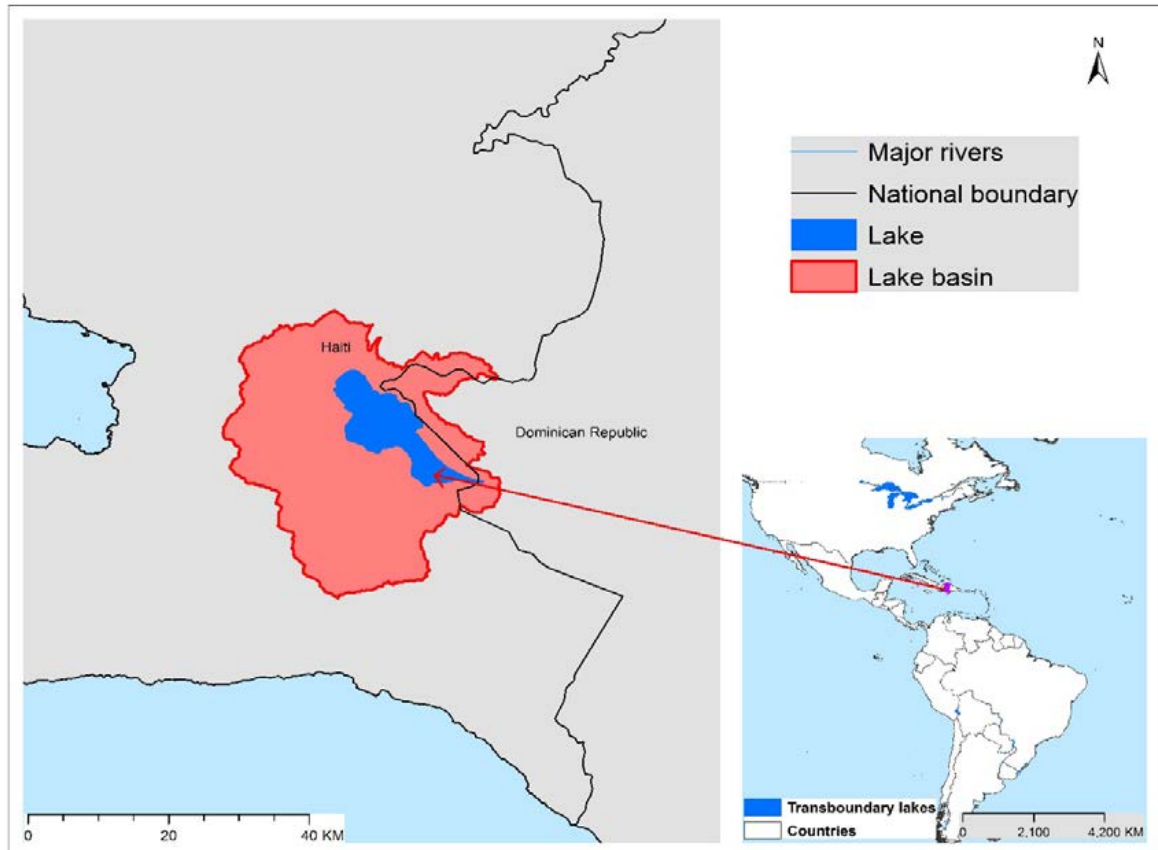 N
Major rivers
National boundary
Lake
Lake basin
Haiti
Dominican Republic
0 20 40 KM
Transboundary lakes
Countries
0 2,100 4,200 KM